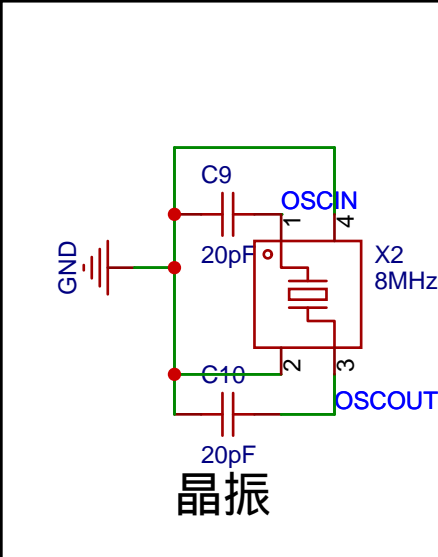 C9
OSCIN
1
4
20pF
GND
X2
8MHz
2
3
C10
OSCOUT
20pF
晶振